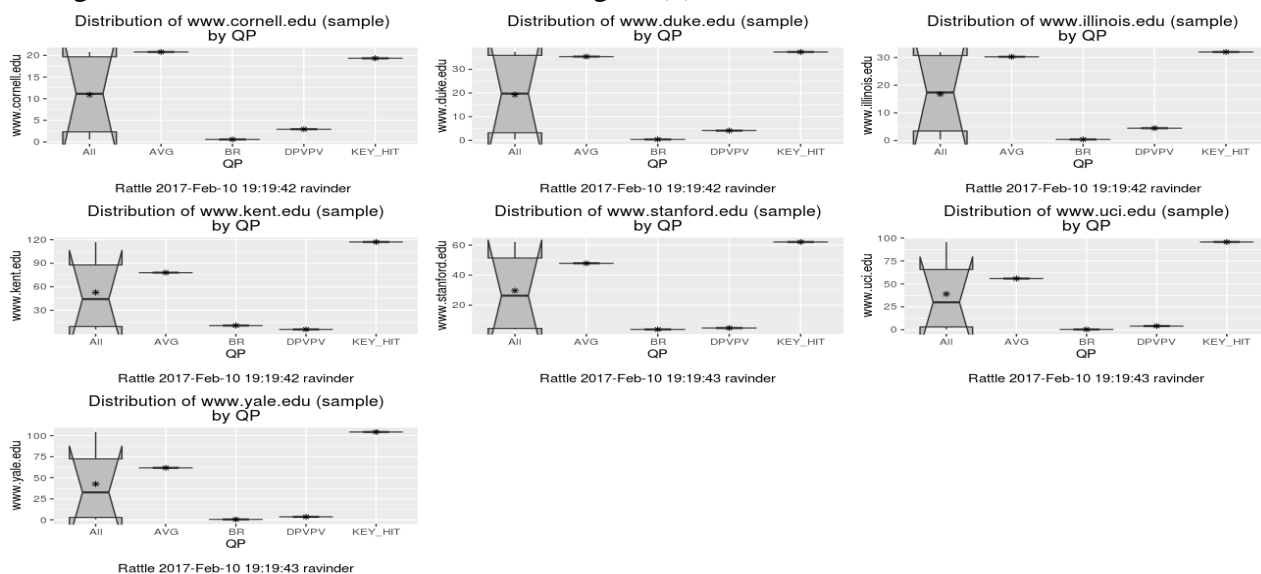 Distribution of www.cornell.edu (sample)
by QP
www.cornell.edu
20
15
10
5
0
All AVG BR DPVPV KEY_HIT
QP
Rattle 2017-Feb-10 19:19:42 ravinder
Distribution of www.duke.edu (sample)
by QP
www.duke.edu
30
20
10
0
All AVG BR DPVPV KEY_HIT
QP
Rattle 2017-Feb-10 19:19:42 ravinder
Distribution of www.illinois.edu (sample)
by QP
www.illinois.edu
30
20
10
0
All AVG BR DPVPV KEY_HIT
QP
Rattle 2017-Feb-10 19:19:42 ravinder
Distribution of www.kent.edu (sample)
by QP
www.kent.edu
120
90
60
30
All AVG BR DPVPV KEY_HIT
QP
Rattle 2017-Feb-10 19:19:42 ravinder
Distribution of www.stanford.edu (sample)
by QP
www.stanford.edu
60
40
20
All AVG BR DPVPV KEY_HIT
QP
Rattle 2017-Feb-10 19:19:43 ravinder
Distribution of www.uci.edu (sample)
by QP
www.uci.edu
100
75
50
25
0
All AVG BR DPVPV KEY_HIT
QP
Rattle 2017-Feb-10 19:19:43 ravinder
Distribution of www.yale.edu (sample)
by QP
www.yale.edu
100
75
50
25
0
All AVG BR DPVPV KEY_HIT
QP
Rattle 2017-Feb-10 19:19:43 ravinder